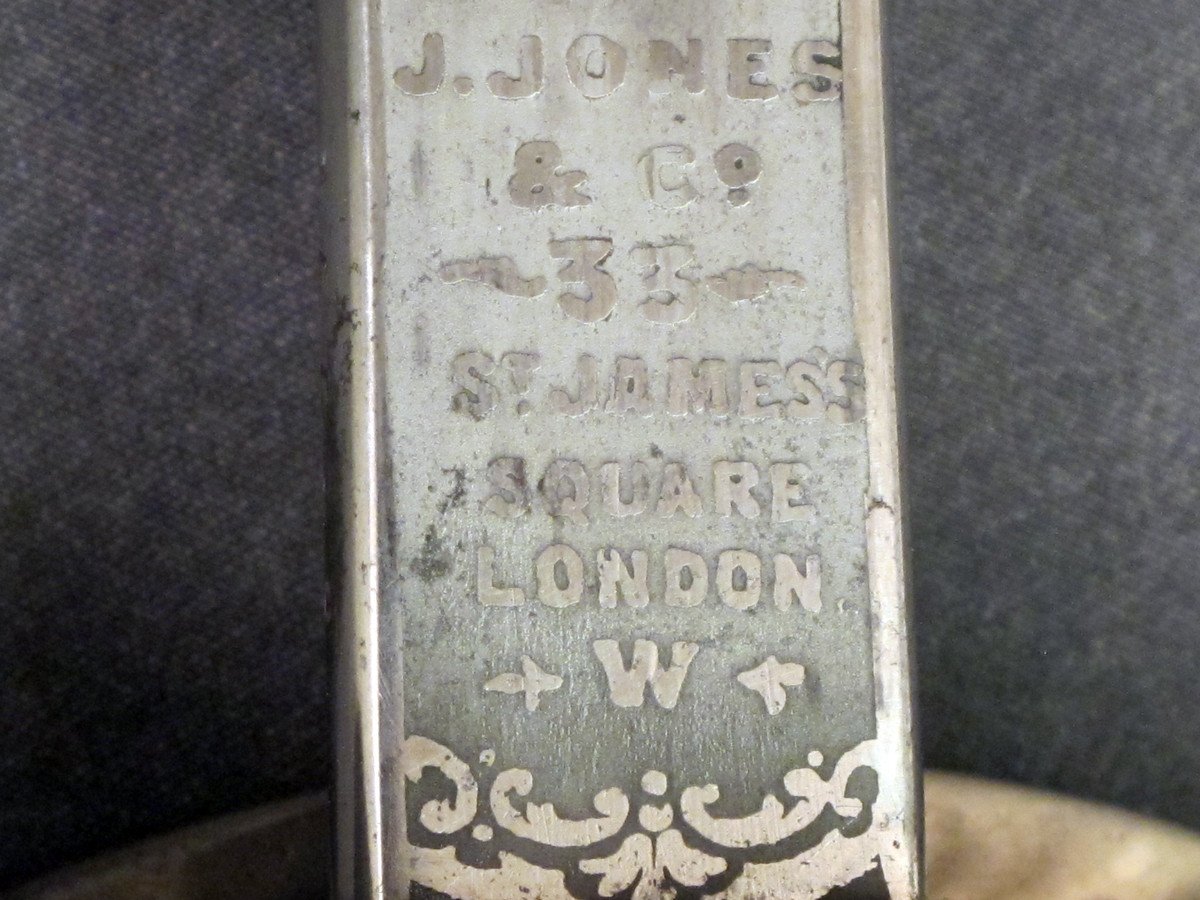 J. JONES
& Co
33
ST. JAMES'S
SQUARE
LONDON
W